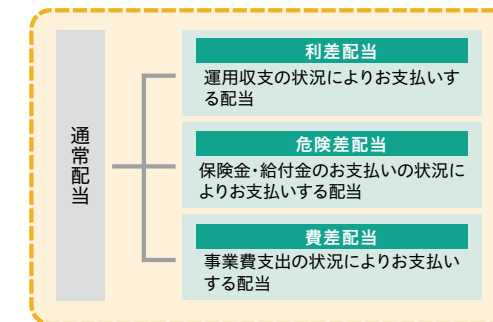 通常配当
利差配当
運用収支の状況によりお支払いす
る配当
危険差配当
保険金・給付金のお支払いの状況に
よりお支払いする配当
費差配当
事業費支出の状況によりお支払い
する配当